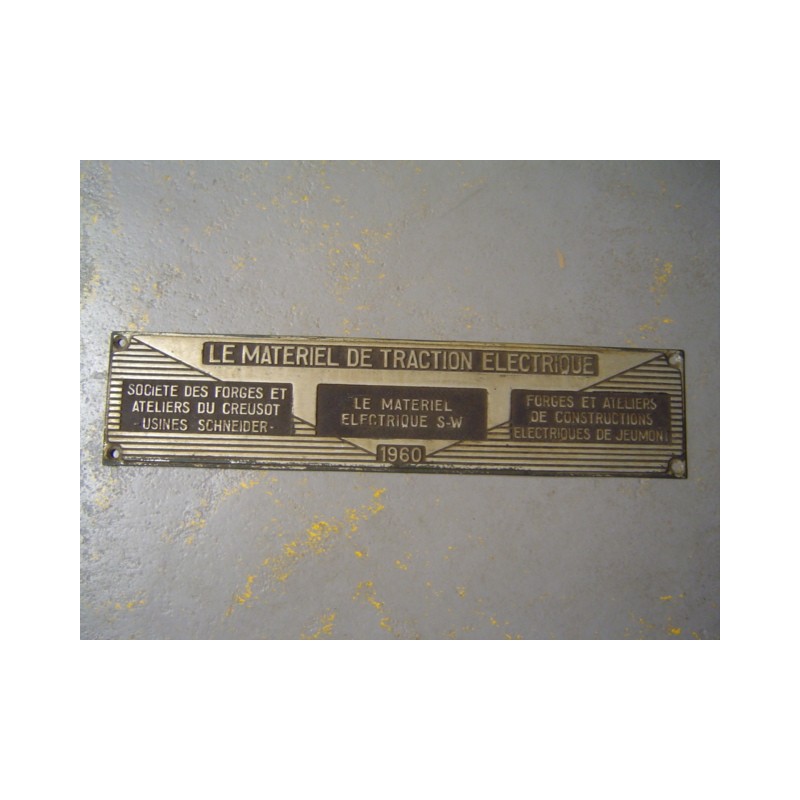 LE MATERIEL DE TRACTION ELECTRIQUE
SOCIETE DES FORGES ET
ATELIERS DU CREUSOT
- USINES SCHNEIDER -
LE MATERIEL
ELECTRIQUE S-W
FORGES ET ATELIERS
DE CONSTRUCTIONS
ELECTRIQUES DE JEUMONT
1960